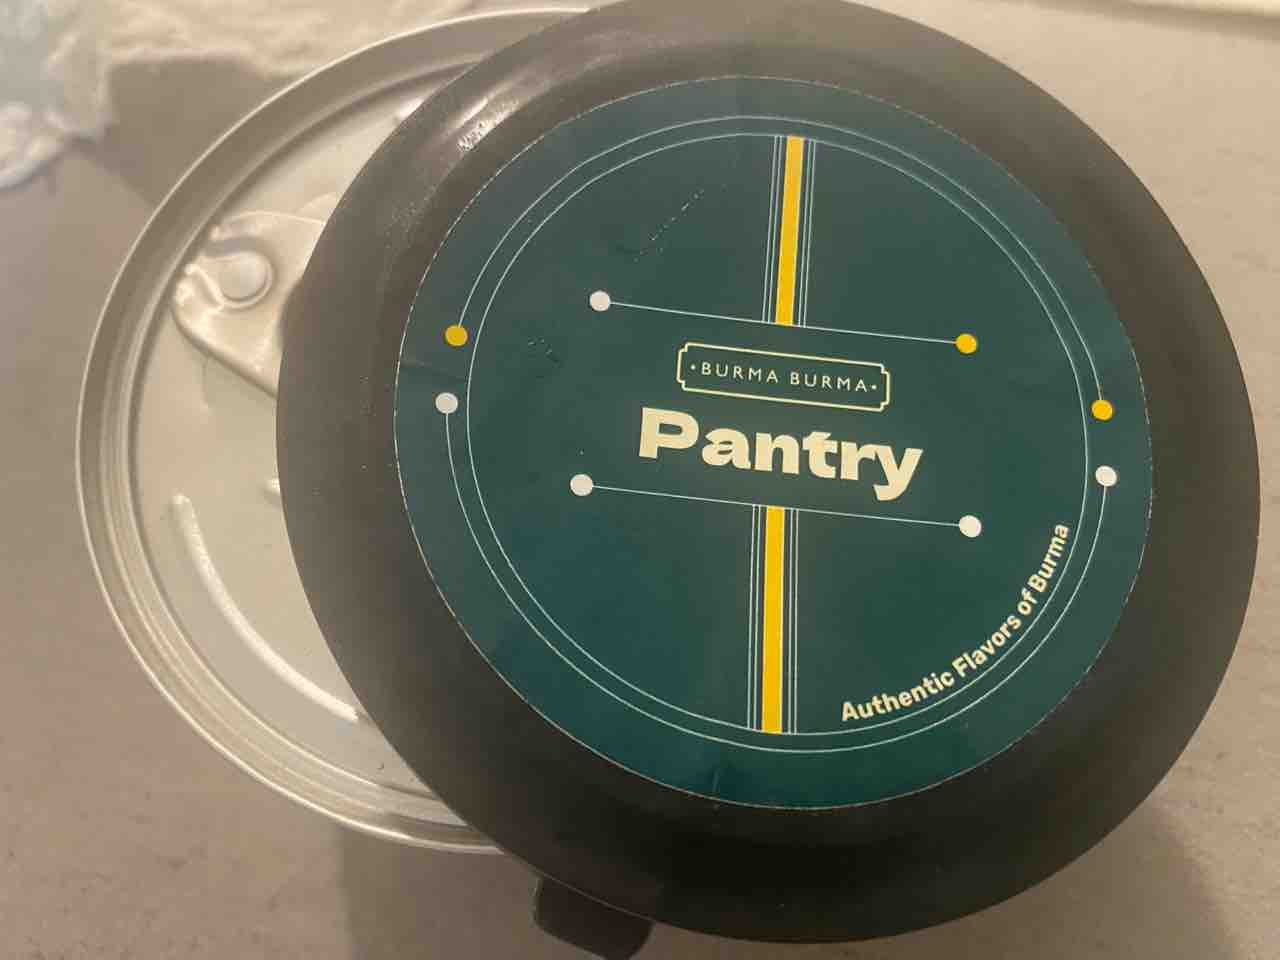 ·BURMA BURMA·
Pantry
Authentic Flavors of Burma